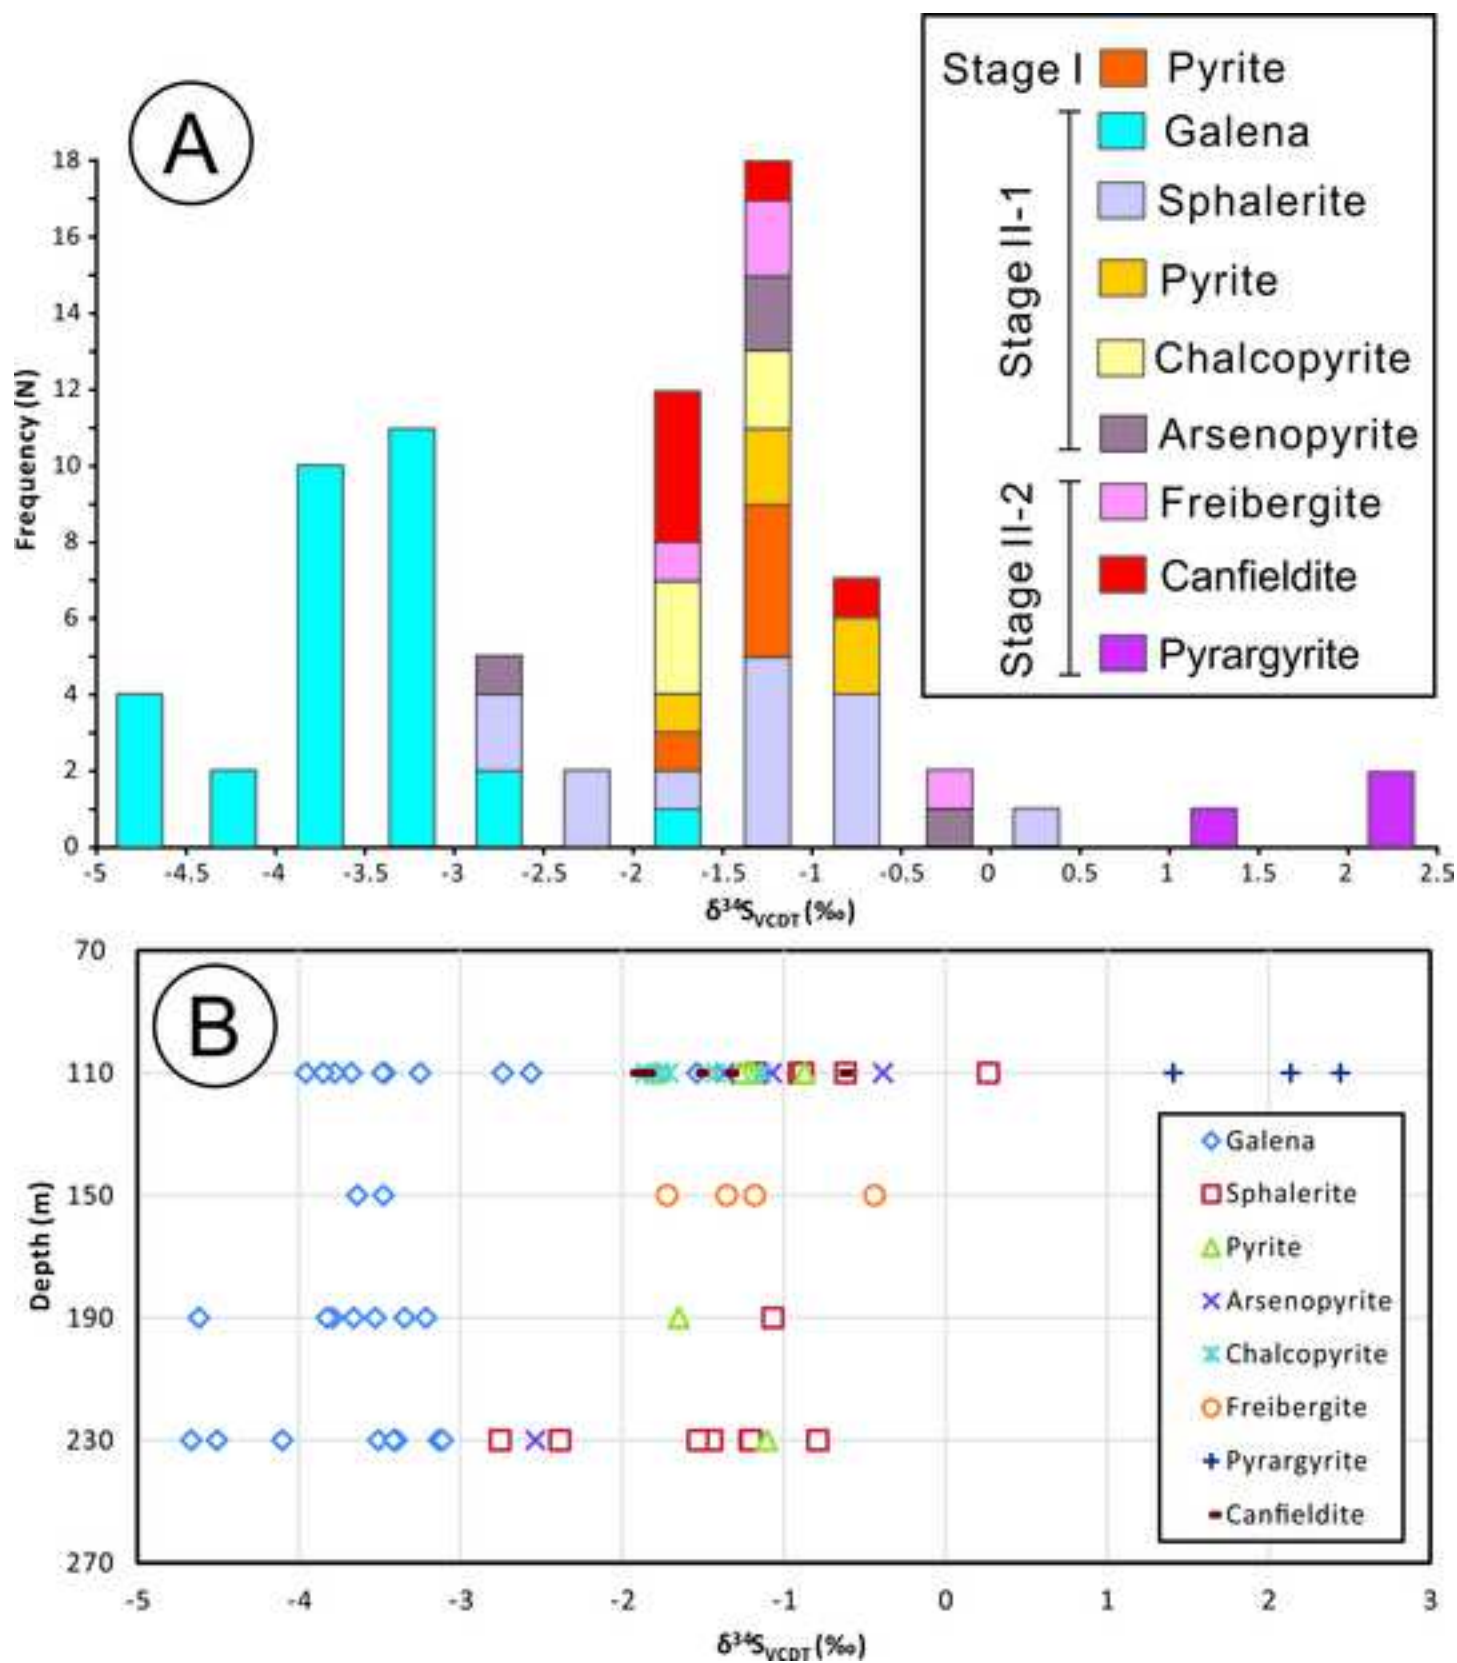 A
Stage I Pyrite
Stage II-1
Galena
Sphalerite
Pyrite
Chalcopyrite
Arsenopyrite
Stage II-2
Freibergite
Canfieldite
Pyrargyrite
Frequency (N)
18
16
14
12
10
8
6
4
2
0
-5 -4.5 -4 -3.5 -3 -2.5 -2 -1.5 -1 -0.5 0 0.5 1 1.5 2 2.5
δ³⁴S_VCDT (‰)
B
Depth (m)
70
110
150
190
230
270
Galena
Sphalerite
Pyrite
Arsenopyrite
Chalcopyrite
Freibergite
Pyrargyrite
Canfieldite
-5 -4 -3 -2 -1 0 1 2 3
δ³⁴S_VCDT (‰)